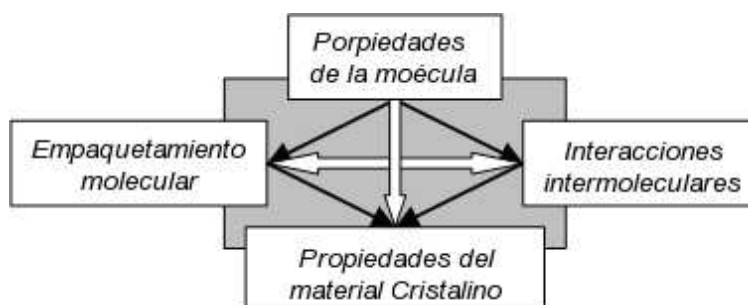 Porpiedades
de la moécula
Empaquetamiento
molecular
Interacciones
intermoleculares
Propiedades del
material Cristalino